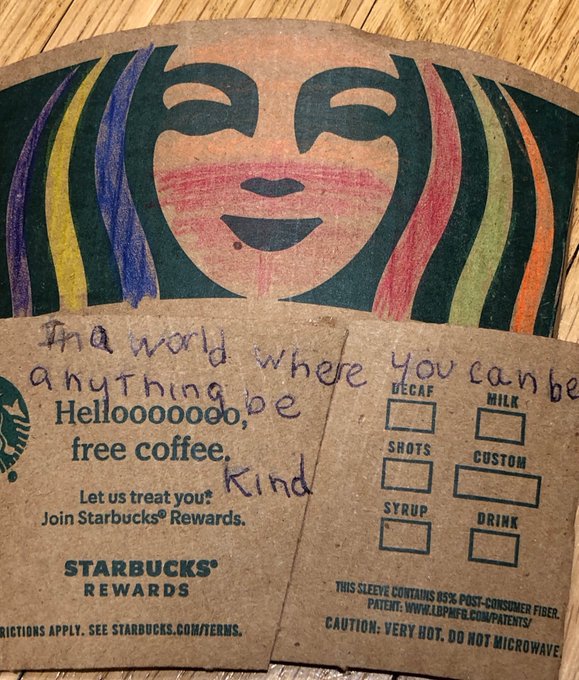 In a world where you can be
anything be
kind
Hellooooooo,
free coffee.
Let us treat you.
Join Starbucks® Rewards.
STARBUCKS®
REWARDS
RICTIONS APPLY. SEE STARBUCKS.COM/TERMS.
DECAF MILK
SHOTS CUSTOM
SYRUP DRINK
THIS SLEEVE CONTAINS 85% POST-CONSUMER FIBER.
PATENT: WWW.LBPMFG.COM/PATENTS/
CAUTION: VERY HOT. DO NOT MICROWAVE